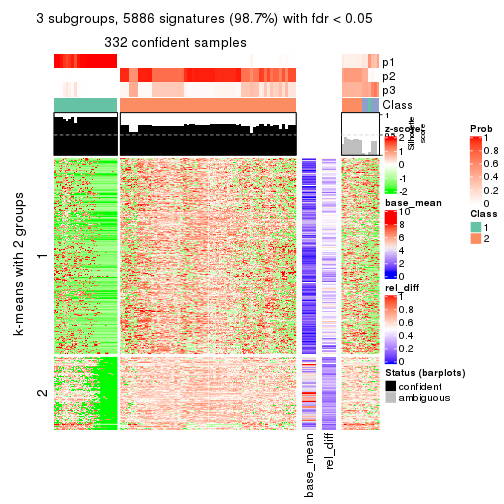 3 subgroups, 5886 signatures (98.7%) with fdr < 0.05
332 confident samples
p1
p2
p3
Class
1
Silhouette
score
z-score
2
1
0
-1
-2
base_mean
10
8
6
4
2
0
rel_diff
1
0.8
0.6
0.4
0.2
0
Status (barplots)
confident
ambiguous
Prob
1
0.8
0.6
0.4
0.2
0
Class
1
2
k-means with 2 groups
1
2
base_mean
rel_diff